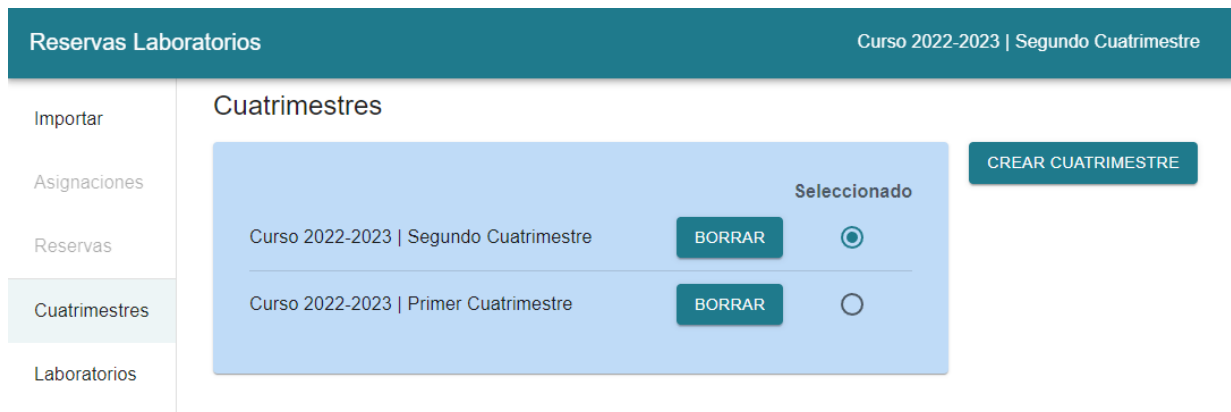 Reservas Laboratorios
Curso 2022-2023 | Segundo Cuatrimestre
Importar
Asignaciones
Reservas
Cuatrimestres
Laboratorios
Cuatrimestres
CREAR CUATRIMESTRE
Seleccionado
Curso 2022-2023 | Segundo Cuatrimestre BORRAR
Curso 2022-2023 | Primer Cuatrimestre BORRAR